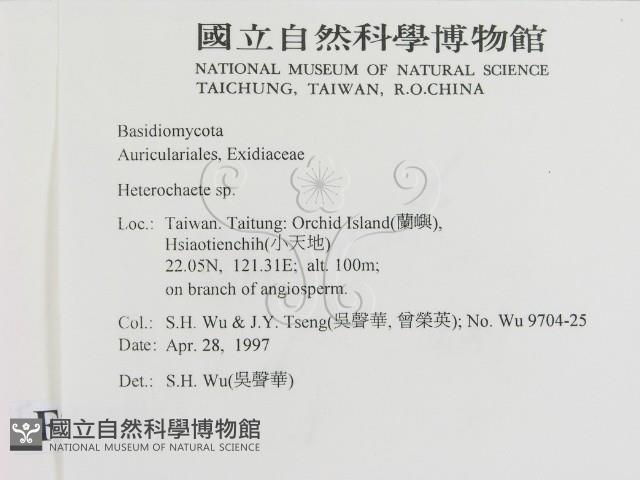 國立自然科學博物館
NATIONAL MUSEUM OF NATURAL SCIENCE
TAICHUNG, TAIWAN, R.O.CHINA
Basidiomycota
Auriculariales, Exidiaceae
Heterochaete sp.
Loc.: Taiwan. Taitung: Orchid Island(蘭嶼),
Hsiaotienchih(小天地)
22.05N, 121.31E; alt. 100m;
on branch of angiosperm.
Col.: S.H. Wu & J.Y. Tseng(吳聲華, 曾榮英); No. Wu 9704-25
Date: Apr. 28, 1997
Det.: S.H. Wu(吳聲華)
F
國立自然科學博物館
NATIONAL MUSEUM OF NATURAL SCIENCE